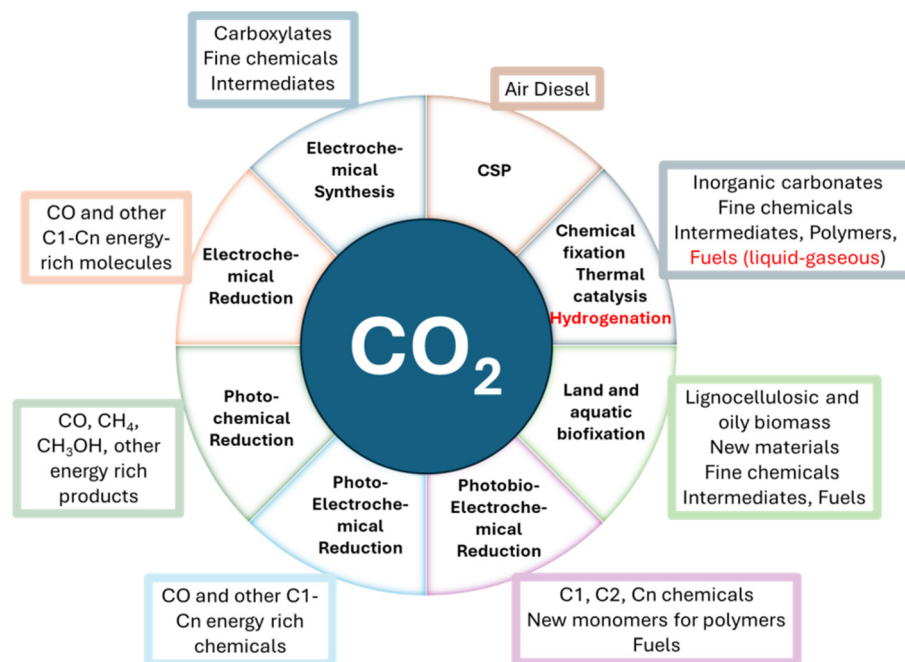 Carboxylates
Fine chemicals
Intermediates
Air Diesel
Electroche-
mical
Synthesis
CSP
CO and other
C1-Cn energy-
rich molecules
Electroche-
mical
Reduction
Chemical
fixation
Thermal
catalysis
Hydrogenation
Inorganic carbonates
Fine chemicals
Intermediates, Polymers,
Fuels (liquid-gaseous)
CO₂
CO, CH₄,
CH₃OH, other
energy rich
products
Photo-
chemical
Reduction
Land and
aquatic
biofixation
Lignocellulosic and
oily biomass
New materials
Fine chemicals
Intermediates, Fuels
Photo-
Electroche-
mical
Reduction
Photobio-
Electroche-
mical
Reduction
CO and other C1-
Cn energy rich
chemicals
C1, C2, Cn chemicals
New monomers for polymers
Fuels